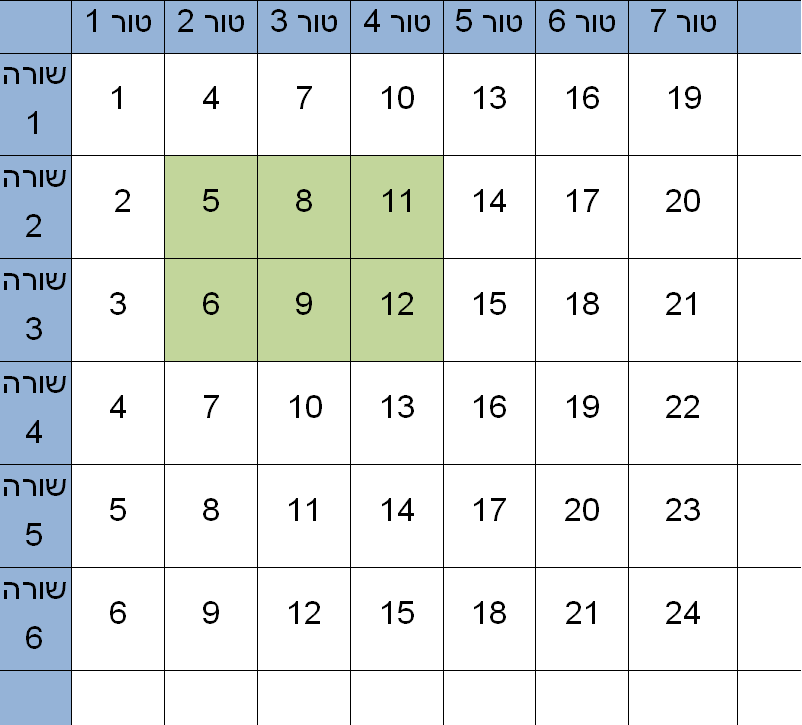 טור 1 טור 2 טור 3 טור 4 טור 5 טור 6 טור 7
שורה 1 1 4 7 10 13 16 19
שורה 2 2 5 8 11 14 17 20
שורה 3 3 6 9 12 15 18 21
שורה 4 4 7 10 13 16 19 22
שורה 5 5 8 11 14 17 20 23
שורה 6 6 9 12 15 18 21 24